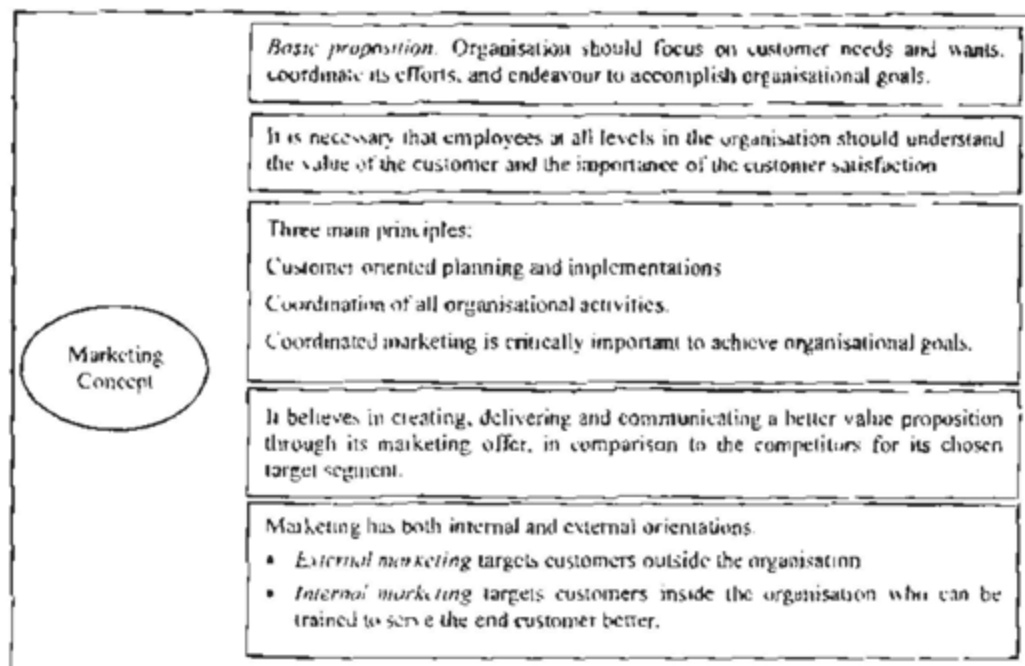 Basic proposition. Organisation should focus on customer needs and wants,
coordinate its efforts, and endeavour to accomplish organisational goals.
It is necessary that employees at all levels in the organisation should understand
the value of the customer and the importance of the customer satisfaction
Three main principles:
Customer oriented planning and implementations
Coordination of all organisational activities.
Coordinated marketing is critically important to achieve organisational goals.
Marketing
Concept
It believes in creating, delivering and communicating a better value proposition
through its marketing offer, in comparison to the competitors for its chosen
target segment.
Marketing has both internal and external orientations.
• External marketing targets customers outside the organisation
• Internal marketing targets customers inside the organisation who can be
trained to serve the end customer better.